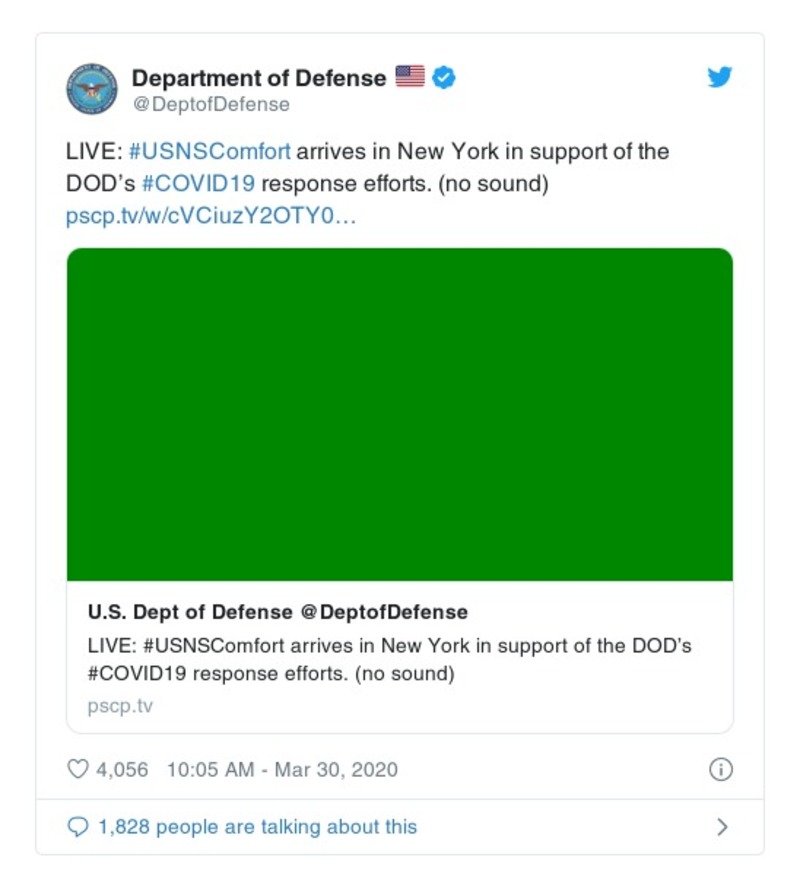 Department of Defense
@DeptofDefense
LIVE: #USNSComfort arrives in New York in support of the
DOD’s #COVID19 response efforts. (no sound)
pscp.tv/w/cVCiuzY2OTY0…
U.S. Dept of Defense @DeptofDefense
LIVE: #USNSComfort arrives in New York in support of the DOD's
#COVID19 response efforts. (no sound)
pscp.tv
4,056 10:05 AM - Mar 30, 2020
1,828 people are talking about this